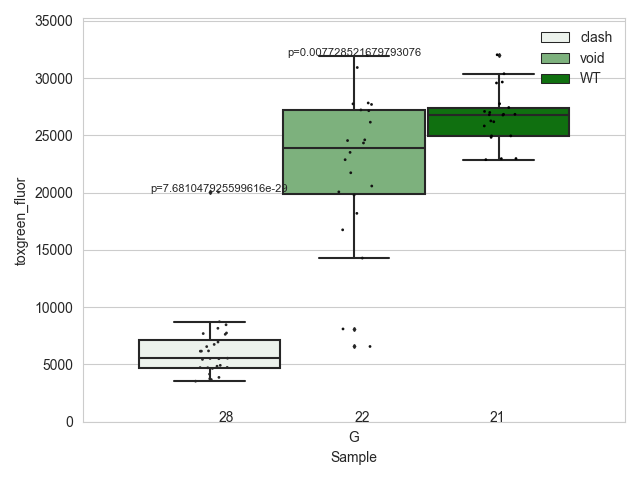 35000
30000
25000
20000
15000
10000
5000
0
toxgreen_fluor
p=0.007728521679793076
p=7.681047925599616e-29
clash
void
WT
28
22
21
G
Sample